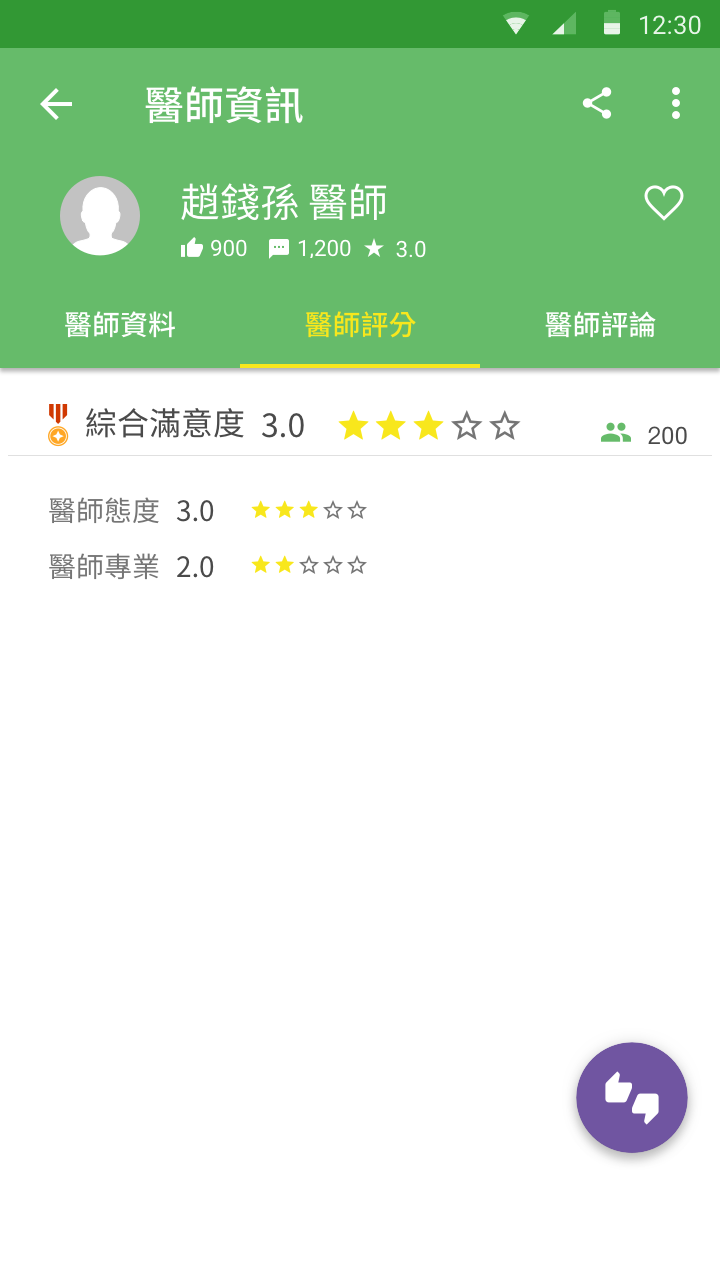 12:30
醫師資訊
趙錢孫 醫師
900 1,200 3.0
醫師資料 醫師評分 醫師評論
綜合滿意度 3.0 200
醫師態度 3.0
醫師專業 2.0